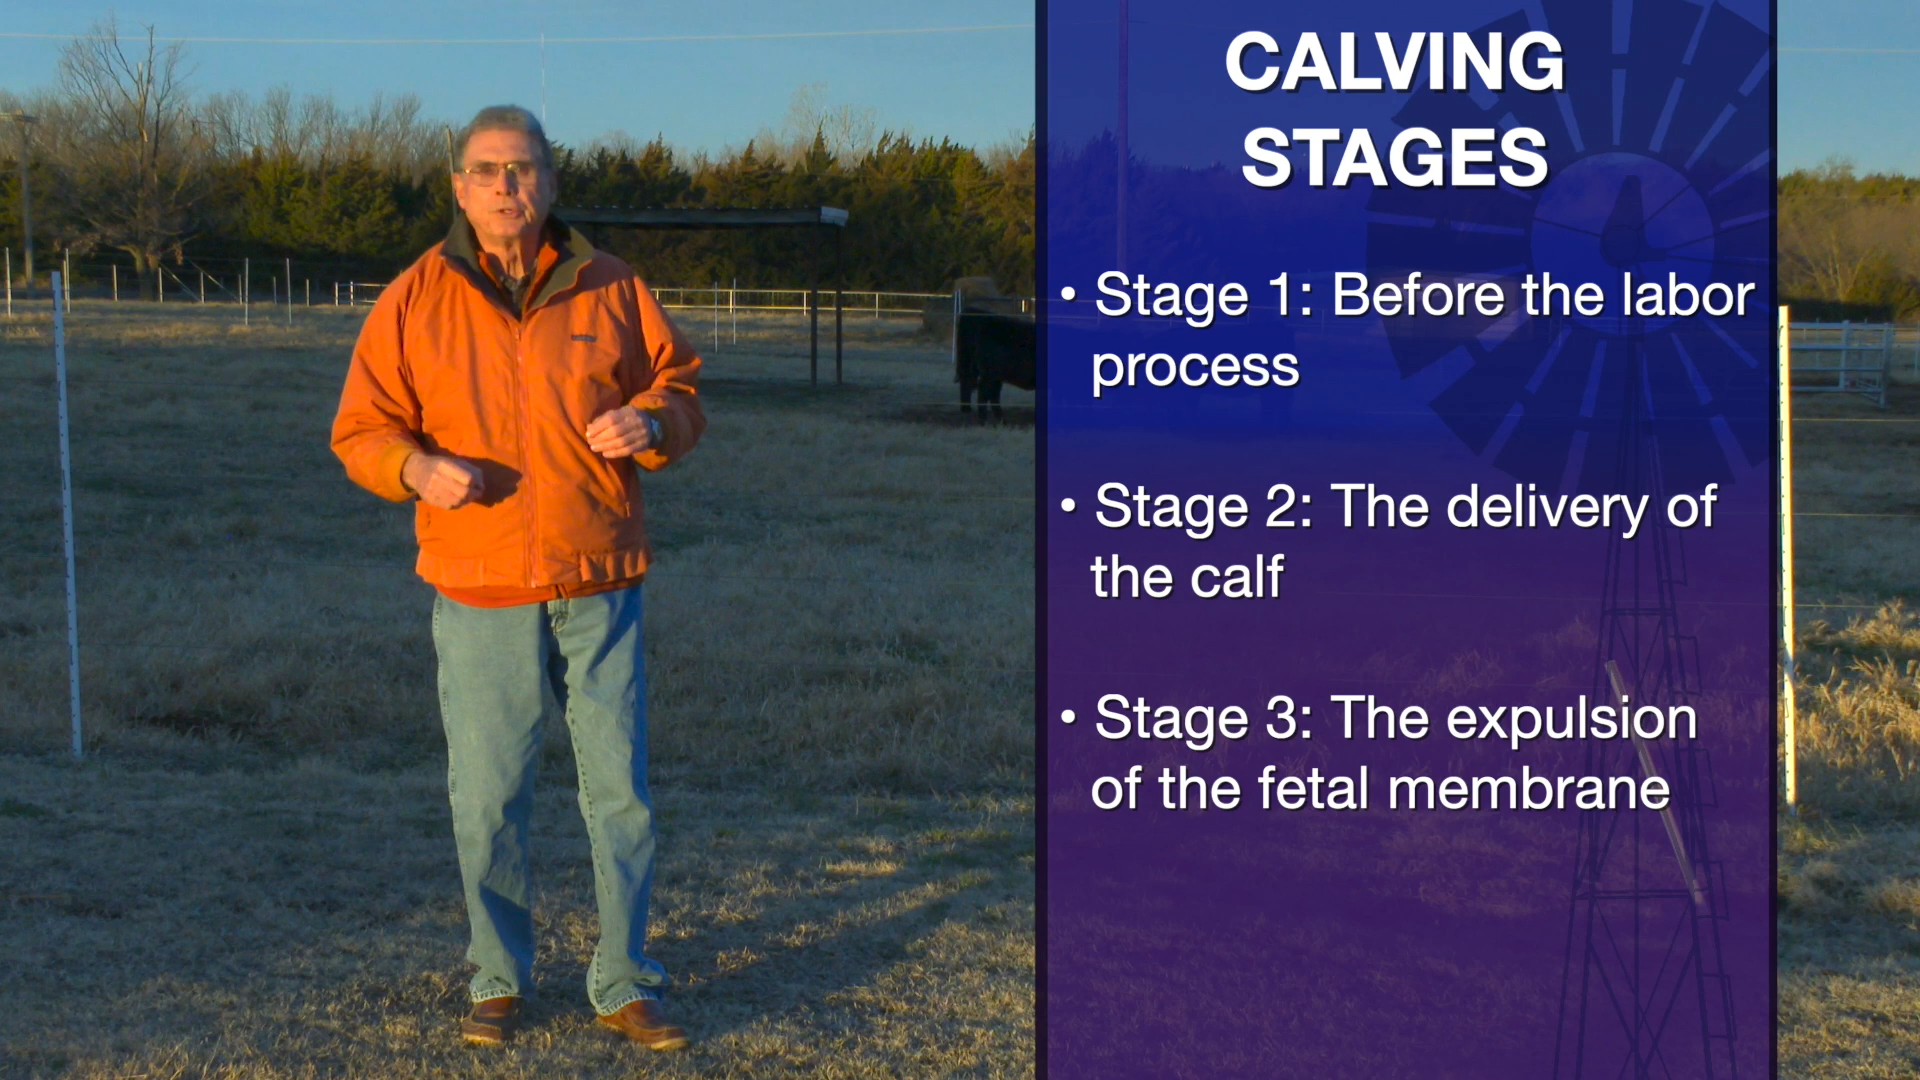 CALVING
STAGES
• Stage 1: Before the labor
process
• Stage 2: The delivery of
the calf
• Stage 3: The expulsion
of the fetal membrane